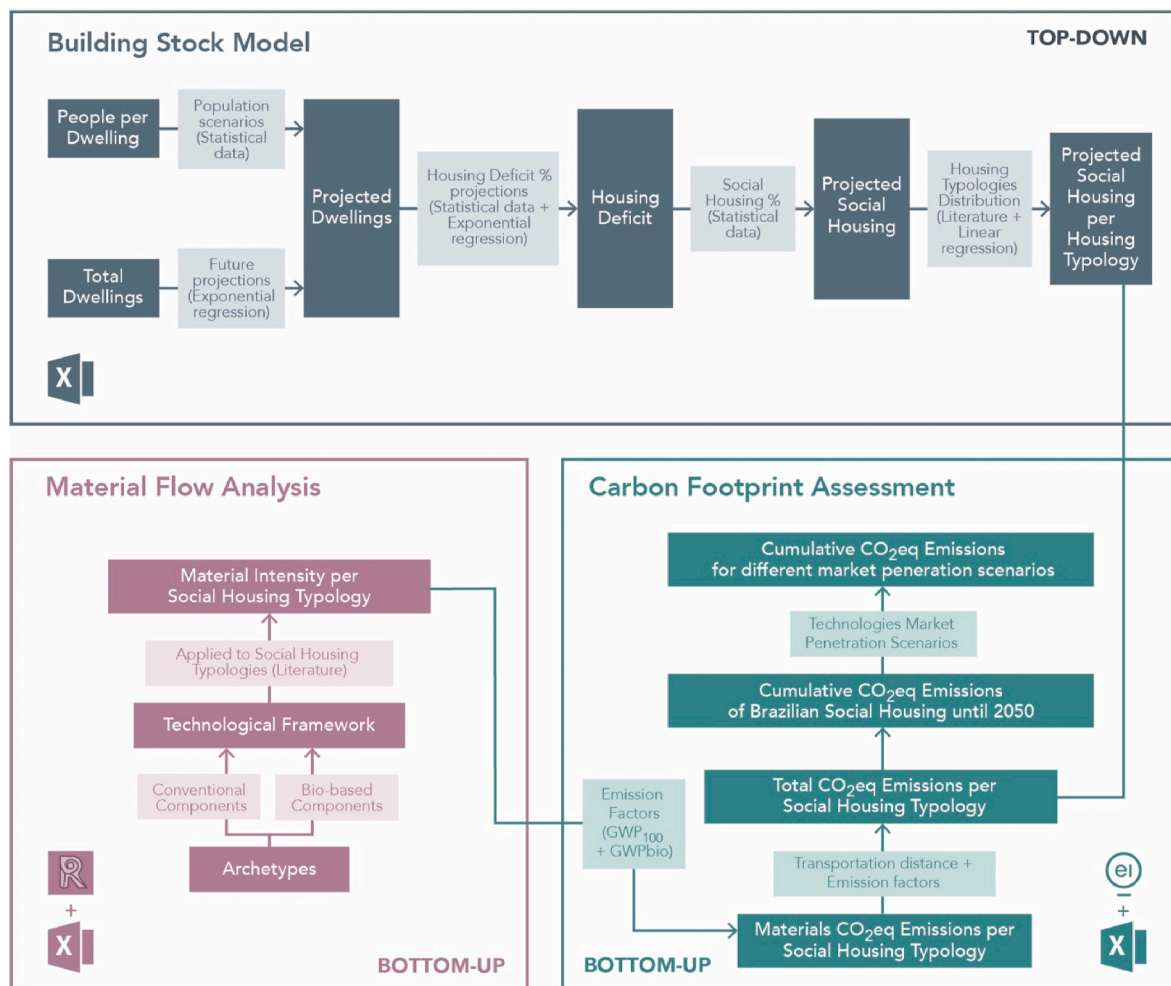 Building Stock Model
TOP-DOWN
People per
Dwelling
Population
scenarios
(Statistical
data)
Total
Dwellings
Future
projections
(Exponential
regression)
Projected
Dwellings
Housing Deficit %
projections
(Statistical data +
Exponential
regression)
Housing
Deficit
Social
Housing %
(Statistical
data)
Projected
Social
Housing
Housing
Typologies
Distribution
(Literature +
Linear
regression)
Projected
Social
Housing
per
Housing
Typology
X
Material Flow Analysis
Material Intensity per
Social Housing Typology
Applied to Social Housing
Typologies (Literature)
Technological Framework
Conventional
Components
Bio-based
Components
Archetypes
R
+
X
BOTTOM-UP
Carbon Footprint Assessment
Cumulative CO₂eq Emissions
for different market peneration scenarios
Technologies Market
Penetration Scenarios
Cumulative CO₂eq Emissions
of Brazilian Social Housing until 2050
Total CO₂eq Emissions per
Social Housing Typology
Emission
Factors
(GWP₁₀₀
+ GWPbio)
Transportation distance +
Emission factors
Materials CO₂eq Emissions per
Social Housing Typology
ei
+
X
BOTTOM-UP